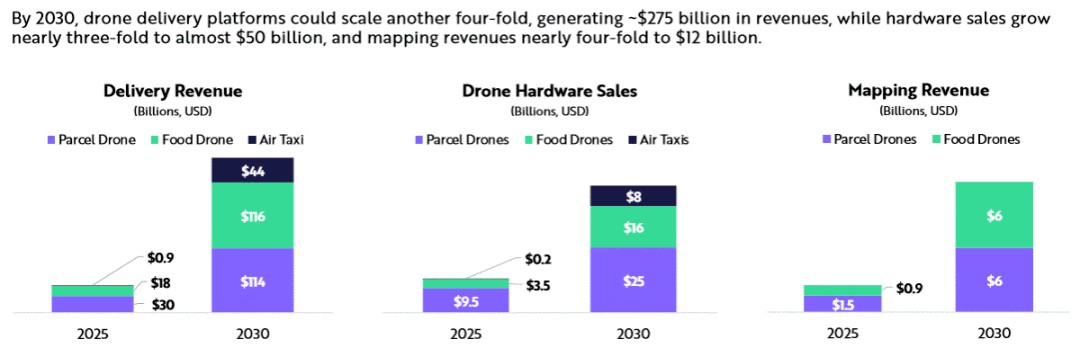 By 2030, drone delivery platforms could scale another four-fold, generating ~$275 billion in revenues, while hardware sales grow
nearly three-fold to almost $50 billion, and mapping revenues nearly four-fold to $12 billion.
Delivery Revenue
(Billions, USD)
Parcel Drone Food Drone Air Taxi
$44
$116
$114
$0.9
$18
$30
2025 2030
Drone Hardware Sales
(Billions, USD)
Parcel Drones Food Drones Air Taxis
$8
$16
$25
$0.2
$3.5
$9.5
2025 2030
Mapping Revenue
(Billions, USD)
Parcel Drones Food Drones
$6
$6
$0.9
$1.5
2025 2030